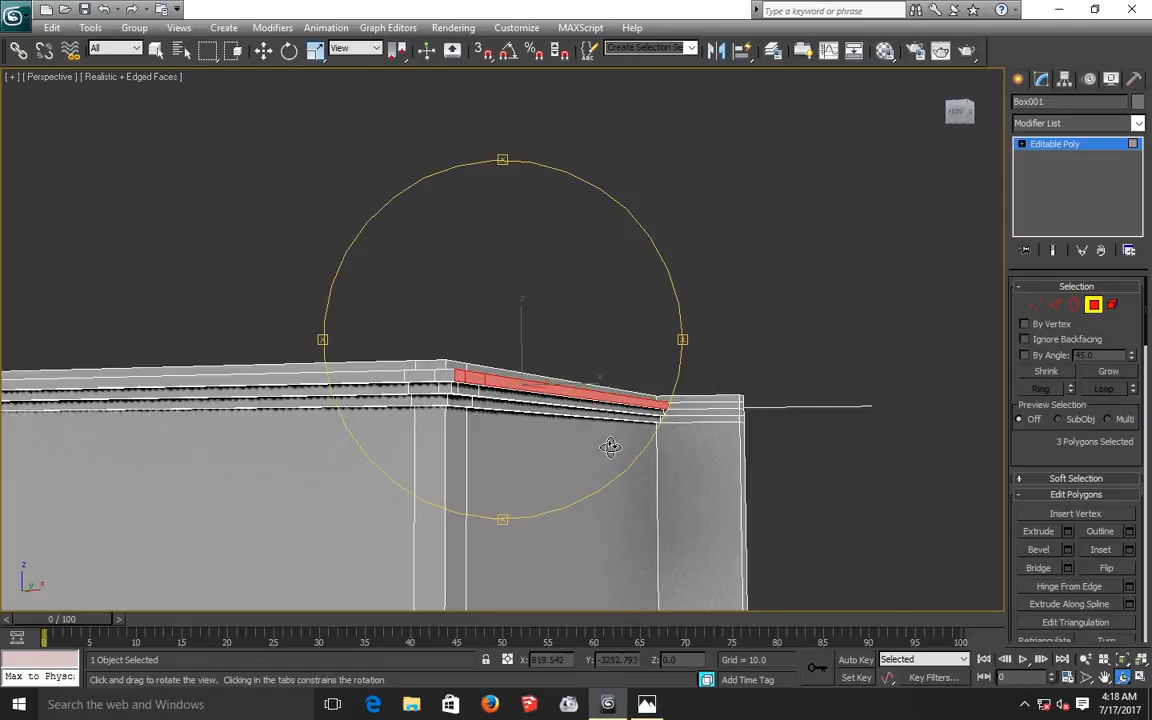 Type a keyword or phrase
Edit Tools Group Views Create Modifiers Animation Graph Editors Rendering Customize MAXScript Help
All View Create Selection Se
[ + ] [ Perspective ] [ Realistic + Edged Faces ]
Box001
Modifier List
Editable Poly
Selection
By Vertex
Ignore Backfacing
By Angle: 45.0
Shrink Grow
Ring Loop
Preview Selection
Off SubObj Multi
3 Polygons Selected
Soft Selection
Edit Polygons
Insert Vertex
Extrude Outline
Bevel Inset
Bridge Flip
Hinge From Edge
Extrude Along Spline
Edit Triangulation
Retriangulate Turn
z
x
z
y x
0 / 100
0 5 10 15 20 25 30 35 40 45 50 55 60 65 70 75 80 85 90 95 100
1 Object Selected X: 819.542 Y: -3252.793 Z: 0.0 Grid = 10.0 Auto Key Selected
Max to Physc Click and drag to rotate the view. Clicking in the tabs constrains the rotation Add Time Tag Set Key Key Filters... 0
Search the web and Windows
4:18 AM
7/17/2017